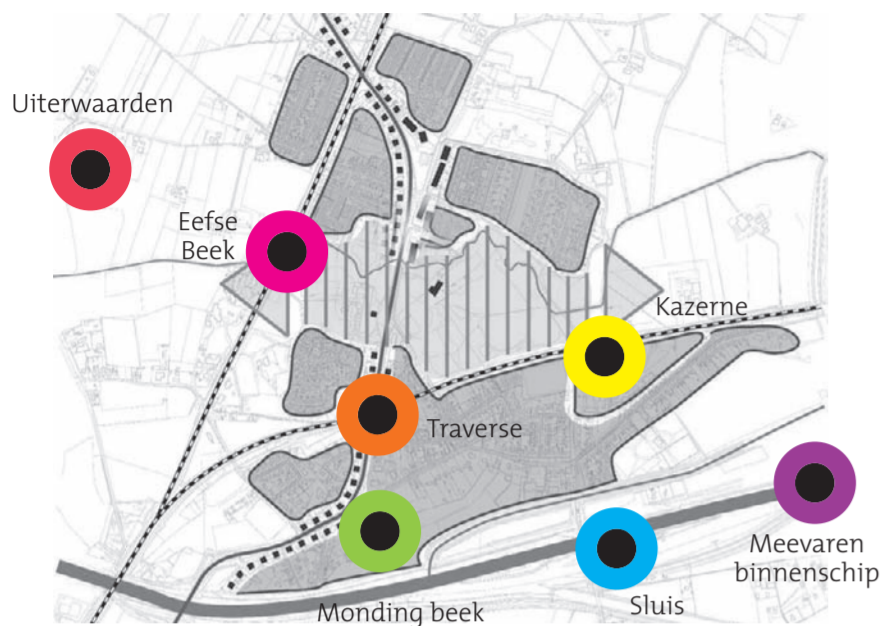 Uiterwaarden
Eefse
Beek
Kazerne
Traverse
Meevaren
binnenschip
Monding beek
Sluis